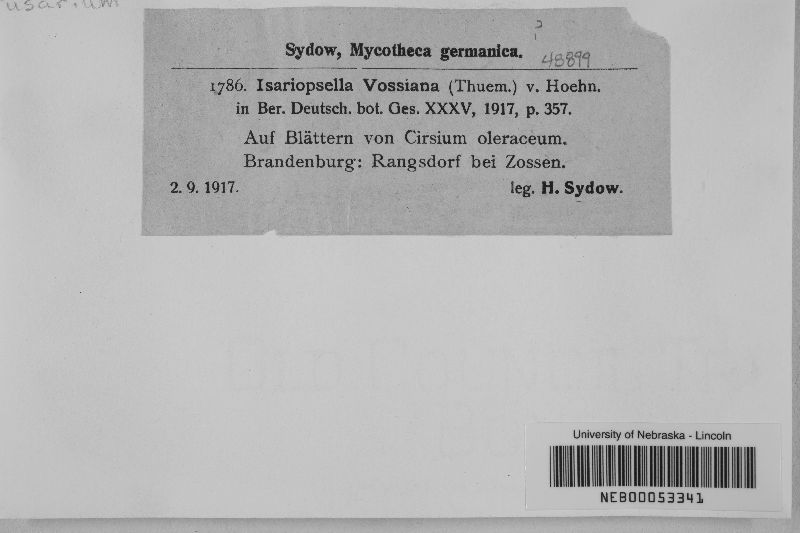 usarium
Sydow, Mycotheca germanica.
48899
1786. Isariopsella Vossiana (Thuem.) v. Hoehn.
in Ber. Deutsch. bot. Ges. XXXV, 1917, p. 357.
Auf Blättern von Cirsium oleraceum.
Brandenburg: Rangsdorf bei Zossen.
2. 9. 1917. leg. H. Sydow.
University of Nebraska - Lincoln
NEB00053341